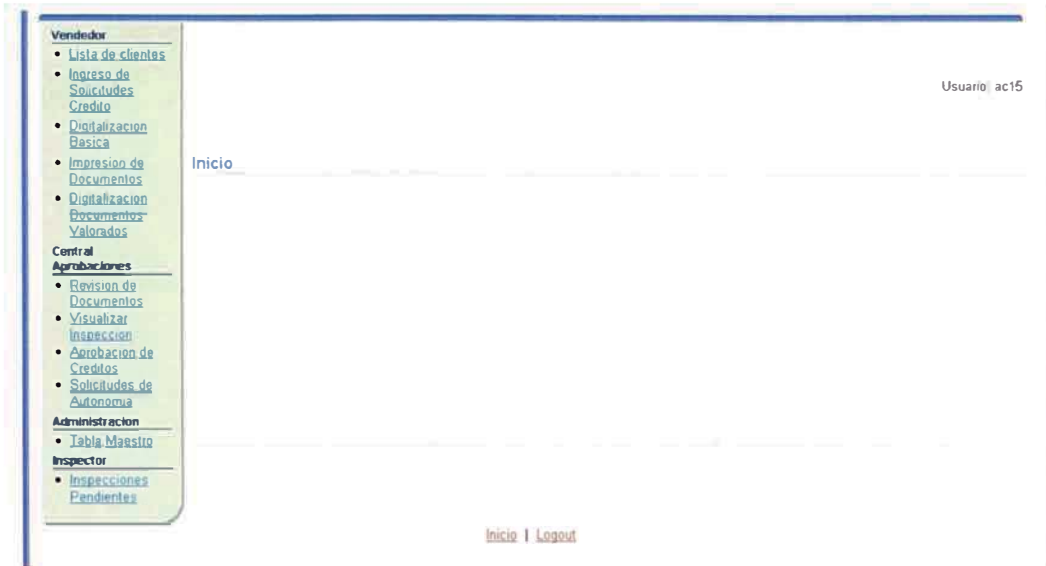 Vendedor
Lista de clientes
Ingreso de
Solicitudes
Credito
Digitalizacion
Basica
Impresion de
Documentos
Digitalizacion
Documentos
Valorados
Central
Aprobaciones
Revision de
Documentos
Visualizar
Inspeccion
Aprobacion de
Creditos
Solicitudes de
Autonomia
Administracion
Tabla Maestro
Inspector
Inspecciones
Pendientes
Usuario ac15
Inicio
Inicio | Logout